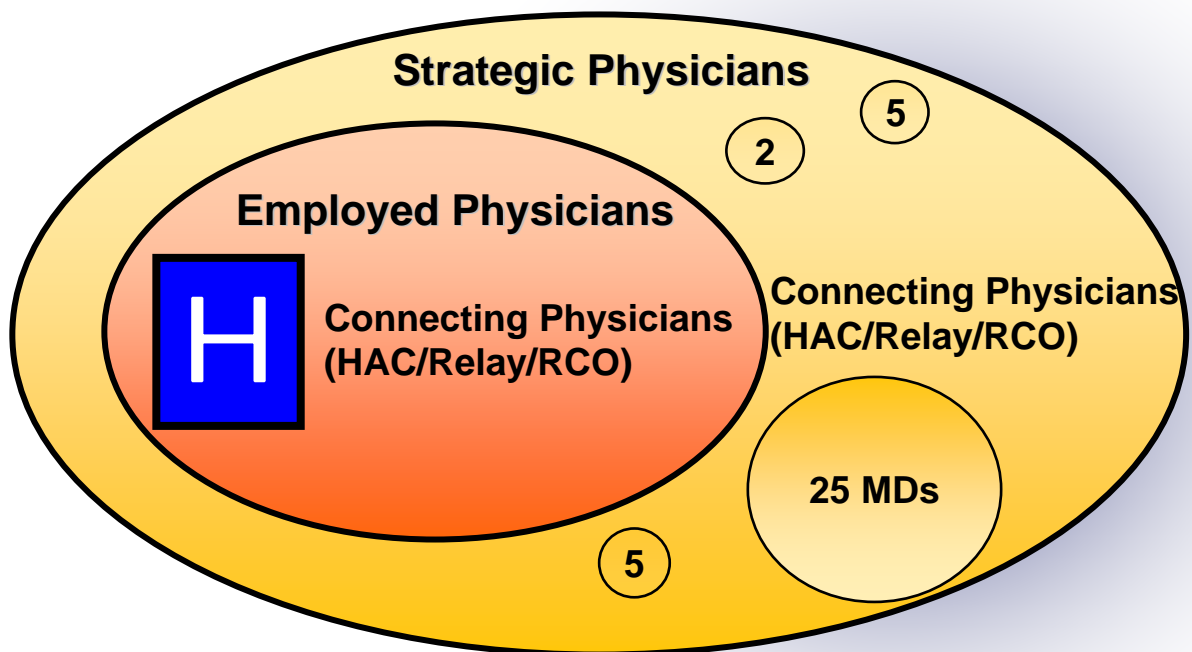 Strategic Physicians
5
2
Employed Physicians
H
Connecting Physicians
(HAC/Relay/RCO)
Connecting Physicians
(HAC/Relay/RCO)
25 MDs
5